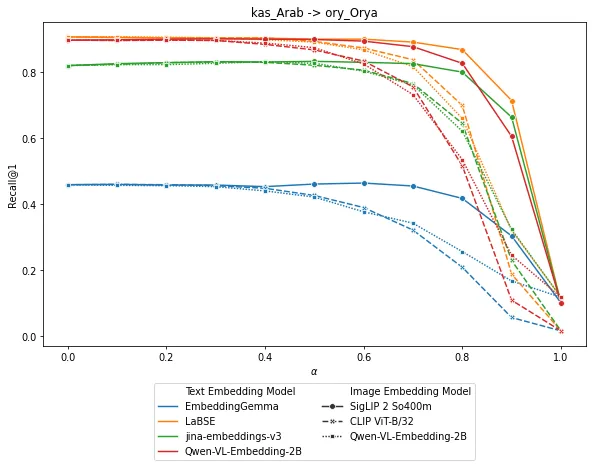 kas_Arab -> ory_Orya
Recall@1
0.8
0.6
0.4
0.2
0.0
0.0 0.2 0.4 0.6 0.8 1.0
α
Text Embedding Model
EmbeddingGemma
LaBSE
jina-embeddings-v3
Qwen-VL-Embedding-2B
Image Embedding Model
SigLIP 2 So400m
CLIP ViT-B/32
Qwen-VL-Embedding-2B